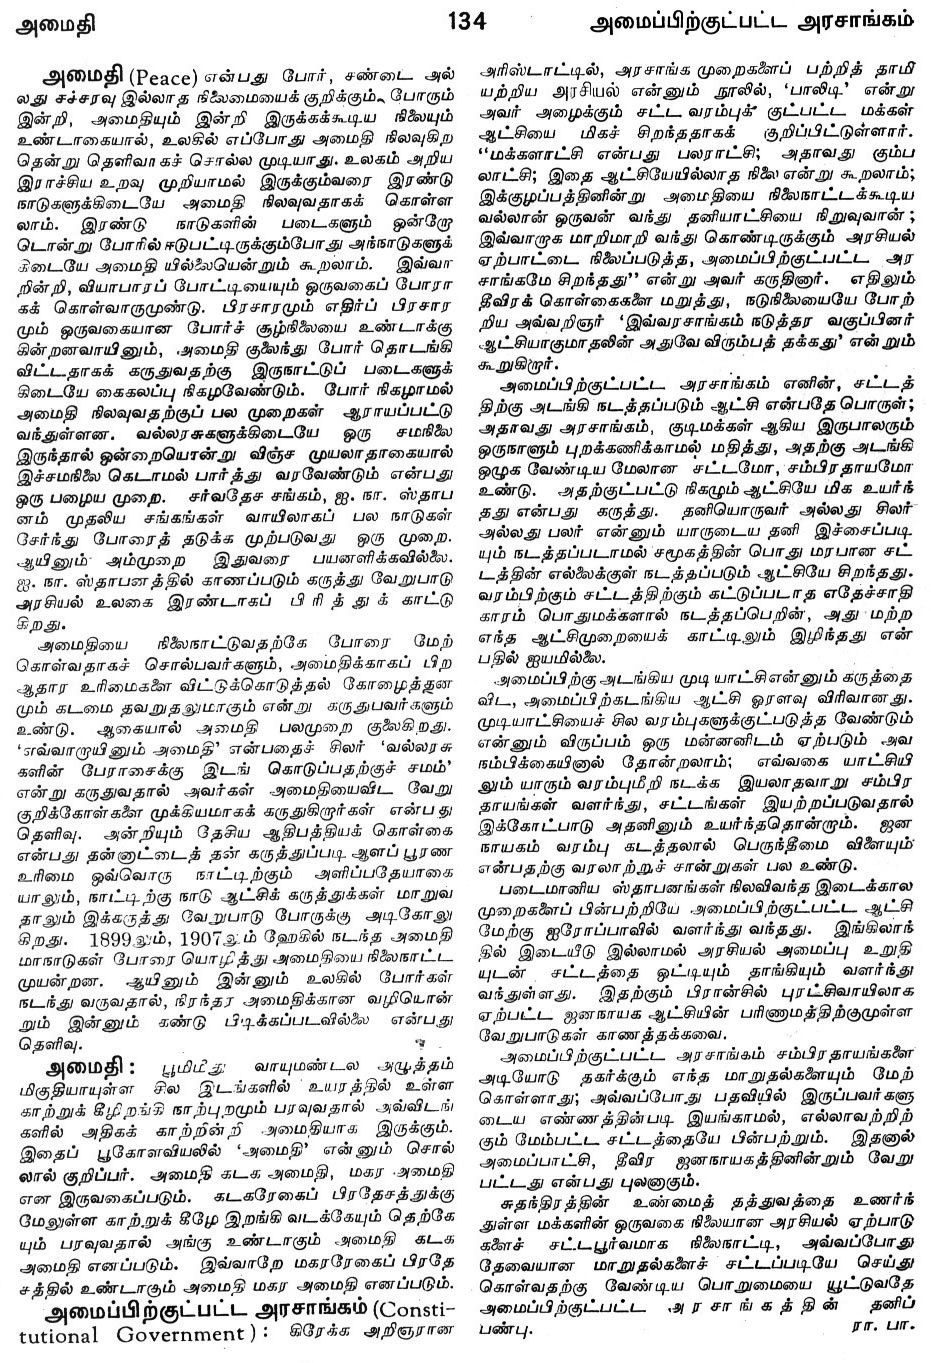 அமைதி
134
அமைப்பிற்குட்பட்ட அரசாங்கம்
அமைதி (Peace) என்பது போர், சண்டை அல்
லது சச்சரவு இல்லாத நிலைமையைக் குறிக்கும். போரும்
இன்றி, அமைதியும் இன்றி இருக்கக்கூடிய நிலையும்
உண்டாகையால், உலகில் எப்போது அமைதி நிலவுகிற
தென்று தெளிவாகச் சொல்ல முடியாது. உலகம் அறிய
இராச்சிய உறவு முறியாமல் இருக்கும்வரை இரண்டு
நாடுகளுக்கிடையே அமைதி நிலவுவதாகக் கொள்ள
லாம். இரண்டு நாடுகளின் படைகளும் ஒன்றோ
டொன்று போரில் ஈடுபட்டிருக்கும்போது அந்நாடுகளுக்
கிடையே அமைதி யில்லையென்றும் கூறலாம். இவ்வா
றின்றி, வியாபாரப் போட்டியையும் ஒருவகைப் போரா
கக் கொள்வாருமுண்டு. பிரசாரமும் எதிர்ப் பிரசார
மும் ஒருவகையான போர்ச் சூழ்நிலையை உண்டாக்கு
கின்றனவாயினும், அமைதி குலைந்து போர் தொடங்கி
விட்டதாகக் கருதுவதற்கு இருநாட்டுப் படைகளுக்
கிடையே கைகலப்பு நிகழவேண்டும். போர் நிகழாமல்
அமைதி நிலவுவதற்குப் பல முறைகள் ஆராயப்பட்டு
வந்துள்ளன. வல்லரசுகளுக்கிடையே ஒரு சமநிலை
இருந்தால் ஒன்றையொன்று விஞ்ச முயலாதாகையால்
இச்சமநிலை கெடாமல் பார்த்து வரவேண்டும் என்பது
ஒரு பழைய முறை. சர்வதேச சங்கம், ஐ. நா. ஸ்தாப
னம் முதலிய சங்கங்கள் வாயிலாகப் பல நாடுகள்
சேர்ந்து போரைத் தடுக்க முற்படுவது ஒரு முறை.
ஆயினும் அம்முறை இதுவரை பயனளிக்கவில்லை.
ஐ. நா. ஸ்தாபனத்தில் காணப்படும் கருத்து வேறுபாடு
அரசியல் உலகை இரண்டாகப் பிரித்துக் காட்டு
கிறது.
அமைதியை நிலைநாட்டுவதற்கே போரை மேற்
கொள்வதாகச் சொல்பவர்களும், அமைதிக்காகப் பிற
ஆதார உரிமைகளை விட்டுக்கொடுத்தல் கோழைத்தன
மும் கடமை தவறுதலுமாகும் என்று கருதுபவர்களும்
உண்டு. ஆகையால் அமைதி பலமுறை குலைகிறது.
‘எவ்வாறாயினும் அமைதி’ என்பதைச் சிலர் ‘வல்லரசு
களின் பேராசைக்கு இடங் கொடுப்பதற்குச் சமம்’
என்று கருதுவதால் அவர்கள் அமைதியைவிட வேறு
குறிக்கோள்களை முக்கியமாகக் கருதுகிறார்கள் என்பது
தெளிவு. அன்றியும் தேசிய ஆதிபத்தியக் கொள்கை
என்பது தன்னாட்டைத் தன் கருத்துப்படி ஆளப் பூரண
உரிமை ஒவ்வொரு நாட்டிற்கும் அளிப்பதேயாகை
யாலும், நாட்டிற்கு நாடு ஆட்சிக் கருத்துக்கள் மாறுவ
தாலும் இக்கருத்து வேறுபாடு போருக்கு அடிகோலு
கிறது. 1899லும், 1907ஆம் ஹேகில் நடந்த அமைதி
மாநாடுகள் போரை யொழித்து அமைதியை நிலைநாட்ட
முயன்றன. ஆயினும் இன்னும் உலகில் போர்கள்
நடந்து வருவதால், நிரந்தர அமைதிக்கான வழியொன்
றும் இன்னும் கண்டு பிடிக்கப்படவில்லை என்பது
தெளிவு.
அமைதி : பூமிமீது வாயுமண்டல அழுத்தம்
மிகுதியாயுள்ள சில இடங்களில் உயரத்தில் உள்ள
காற்றுக் கீழிறங்கி நாற்புறமும் பரவுவதால் அவ்விடங்
களில் அதிகக் காற்றின்றி அமைதியாக இருக்கும்.
இதைப் பூகோளவியலில் ‘அமைதி’ என்னும் சொல்
லால் குறிப்பர். அமைதி கடக அமைதி, மகர அமைதி
என இருவகைப்படும். கடகரேகைப் பிரதேசத்துக்கு
மேலுள்ள காற்றுக் கீழே இறங்கி வடக்கேயும் தெற்கே
யும் பரவுவதால் அங்கு உண்டாகும் அமைதி கடக
அமைதி எனப்படும். இவ்வாறே மகரரேகைப் பிரதே
சத்தில் உண்டாகும் அமைதி மகர அமைதி எனப்படும்.
அமைப்பிற்குட்பட்ட அரசாங்கம் (Consti-
tutional Government) : கிரேக்க அறிஞரான
அரிஸ்டாட்டில், அரசாங்க முறைகளைப் பற்றித் தாமி
யற்றிய அரசியல் என்னும் நூலில், ‘பாலிடி’ என்று
அவர் அழைக்கும் சட்ட வரம்புக் குட்பட்ட மக்கள்
ஆட்சியை மிகச் சிறந்ததாகக் குறிப்பிட்டுள்ளார்.
“மக்களாட்சி என்பது பலராட்சி; அதாவது கும்ப
லாட்சி; இதை ஆட்சியேயில்லாத நிலை என்று கூறலாம்;
இக்குழப்பத்தினின்று அமைதியை நிலைநாட்டக்கூடிய
வல்லான் ஒருவன் வந்து தனியாட்சியை நிறுவுவான் ;
இவ்வாறாக மாறிமாறி வந்து கொண்டிருக்கும் அரசியல்
ஏற்பாட்டை நிலைப்படுத்த, அமைப்பிற்குட்பட்ட அர
சாங்கமே சிறந்தது” என்று அவர் கருதினார். எதிலும்
தீவிரக் கொள்கைகளை மறுத்து, நடுநிலையையே போற்
றிய அவ்வறிஞர் ‘இவ்வரசாங்கம் நடுத்தர வகுப்பினர்
ஆட்சியாகுமாதலின் அதுவே விரும்பத் தக்கது’ என்றும்
கூறுகிறார்.
அமைப்பிற்குட்பட்ட அரசாங்கம் எனின், சட்டத்
திற்கு அடங்கி நடத்தப்படும் ஆட்சி என்பதே பொருள்;
அதாவது அரசாங்கம், குடிமக்கள் ஆகிய இருபாலரும்
ஒருநாளும் புறக்கணிக்காமல் மதித்து, அதற்கு அடங்கி
ஒழுக வேண்டிய மேலான சட்டமோ, சம்பிரதாயமோ
உண்டு. அதற்குட்பட்டு நிகழும் ஆட்சியே மிக உயர்ந்
தது என்பது கருத்து. தனியொருவர் அல்லது சிலர்
அல்லது பலர் என்னும் யாருடைய தனி இச்சைப்படி
யும் நடத்தப்படாமல் சமூகத்தின் பொது மரபான சட்
டத்தின் எல்லைக்குள் நடத்தப்படும் ஆட்சியே சிறந்தது.
வரம்பிற்கும் சட்டத்திற்கும் கட்டுப்படாத எதேச்சாதி
காரம் பொதுமக்களால் நடத்தப்பெறின், அது மற்ற
எந்த ஆட்சிமுறையைக் காட்டிலும் இழிந்தது என்
பதில் ஐயமில்லை.
அமைப்பிற்கு அடங்கிய முடியாட்சி என்னும் கருத்தை
விட, அமைப்பிற்கடங்கிய ஆட்சி ஓரளவு விரிவானது.
முடியாட்சியைச் சில வரம்புகளுக்குட்படுத்த வேண்டும்
என்னும் விருப்பம் ஒரு மன்னனிடம் ஏற்படும் அவ
நம்பிக்கையினால் தோன்றலாம்; எவ்வகை யாட்சியி
லும் யாரும் வரம்புமீறி நடக்க இயலாதவாறு சம்பிர
தாயங்கள் வளர்ந்து, சட்டங்கள் இயற்றப்படுவதால்
இக்கோட்பாடு அதனினும் உயர்ந்ததொன்றாம். ஜன
நாயகம் வரம்பு கடத்தலால் பெருந்தீமை விளையும்
என்பதற்கு வரலாற்றுச் சான்றுகள் பல உண்டு.
படைமானிய ஸ்தாபனங்கள் நிலவிவந்த இடைக்கால
முறைகளைப் பின்பற்றியே அமைப்பிற்குட்பட்ட ஆட்சி
மேற்கு ஐரோப்பாவில் வளர்ந்து வந்தது. இங்கிலாந்
தில் இடையீடு இல்லாமல் அரசியல் அமைப்பு உறுதி
யுடன் சட்டத்தை ஒட்டியும் தாங்கியும் வளர்ந்து
வந்துள்ளது. இதற்கும் பிரான்சில் புரட்சிவாயிலாக
ஏற்பட்ட ஜனநாயக ஆட்சியின் பரிணாமத்திற்குமுள்ள
வேறுபாடுகள் காணத்தக்கவை.
அமைப்பிற்குட்பட்ட அரசாங்கம் சம்பிரதாயங்களை
அடியோடு தகர்க்கும் எந்த மாறுதல்களையும் மேற்
கொள்ளாது; அவ்வப்போது பதவியில் இருப்பவர்களு
டைய எண்ணத்தின்படி இயங்காமல், எல்லாவற்றிற்
கும் மேம்பட்ட சட்டத்தையே பின்பற்றும். இதனால்
அமைப்பாட்சி, தீவிர ஜனநாயகத்தினின்றும் வேறு
பட்டது என்பது புலனாகும்.
சுதந்திரத்தின் உண்மைத் தத்துவத்தை உணர்ந்
துள்ள மக்களின் ஒருவகை நிலையான அரசியல் ஏற்பாடு
களைச் சட்டபூர்வமாக நிலைநாட்டி, அவ்வப்போது
தேவையான மாறுதல்களைச் சட்டப்படியே செய்து
கொள்வதற்கு வேண்டிய பொறுமையை யூட்டுவதே
அமைப்பிற்குட்பட்ட அரசாங்கத்தின் தனிப்
பண்பு. ரா. பா.